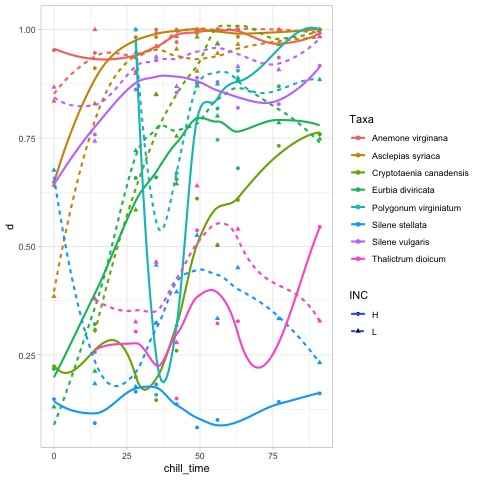 1.00
0.75
0.50
0.25
d
0
25
50
75
chill_time
Taxa
Anemone virginana
Asclepias syriaca
Cryptotaenia canadensis
Eurbia diviricata
Polygonum virginiatum
Silene stellata
Silene vulgaris
Thalictrum dioicum
INC
H
L